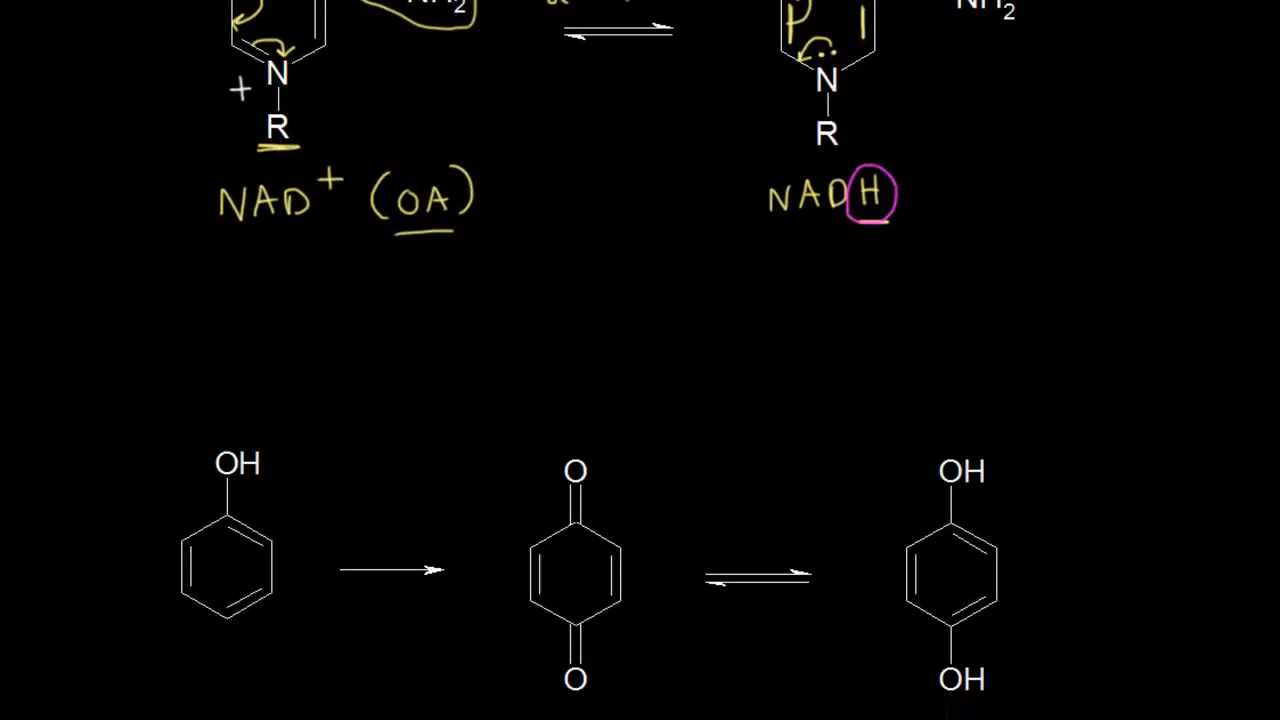 NH2 NH2
N N
+
R R
NAD+ (OA) NADH
OH O OH
O OH